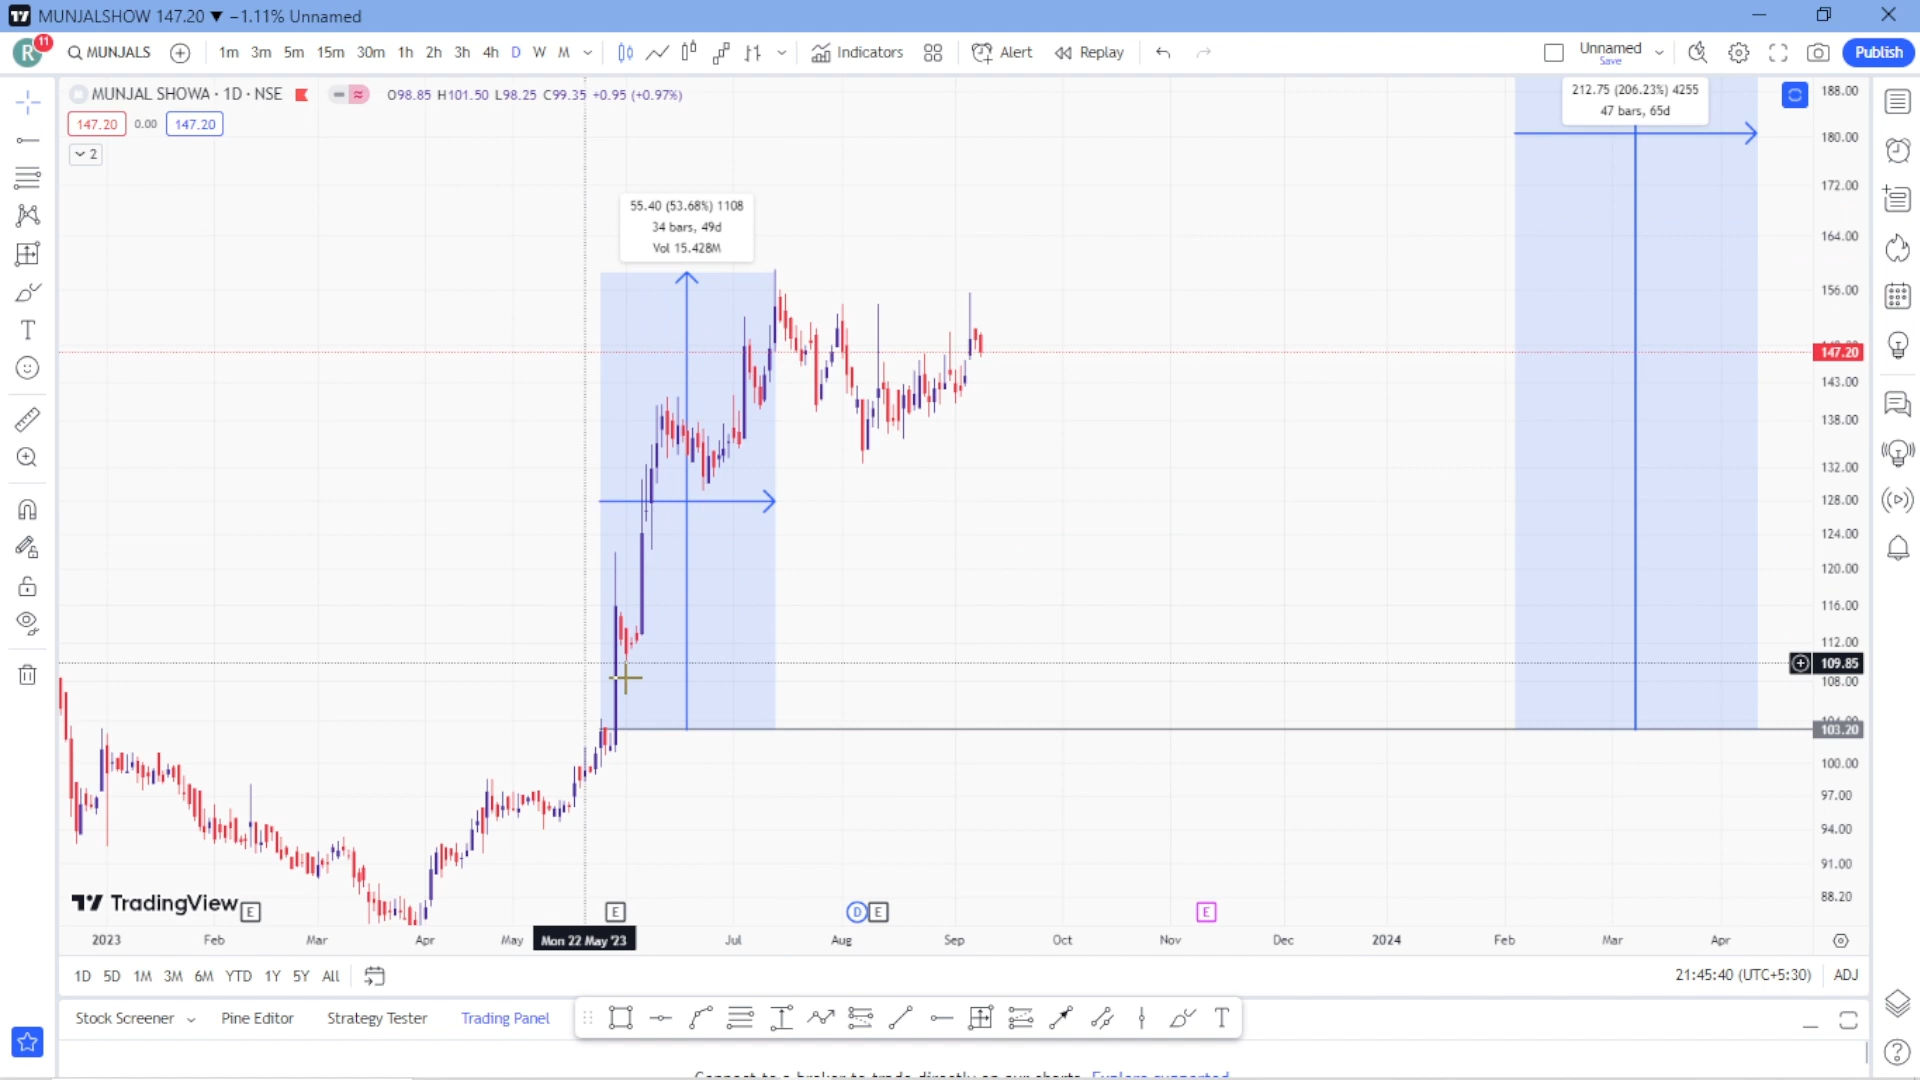 MUNJALSHOW 147.20 ▼ −1.11% Unnamed
R 11 MUNJALS 1m 3m 5m 15m 30m 1h 2h 3h 4h D W M Indicators Alert Replay Unnamed Save Publish
MUNJAL SHOWA · 1D · NSE O98.85 H101.50 L98.25 C99.35 +0.95 (+0.97%)
147.20 0.00 147.20
2
212.75 (206.23%) 4255
47 bars, 65d
55.40 (53.68%) 1108
34 bars, 49d
Vol 15.428M
188.00
180.00
172.00
164.00
156.00
147.20
143.00
138.00
132.00
128.00
124.00
120.00
116.00
112.00
109.85
108.00
103.20
100.00
97.00
94.00
91.00
88.20
TradingView
E E D E E
2023 Feb Mar Apr May Mon 22 May '23 Jul Aug Sep Oct Nov Dec 2024 Feb Mar Apr
1D 5D 1M 3M 6M YTD 1Y 5Y All 21:45:40 (UTC+5:30) ADJ
Stock Screener Pine Editor Strategy Tester Trading Panel